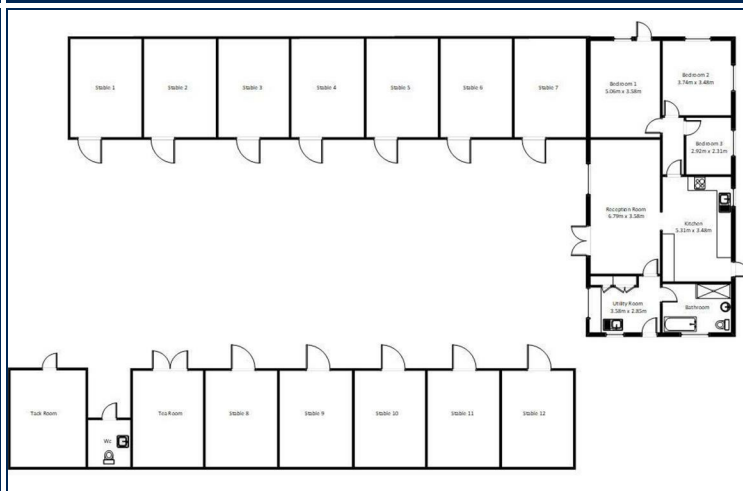 Stable 1
Stable 2
Stable 3
Stable 4
Stable 5
Stable 6
Stable 7
Bedroom 1
5.06m x 3.58m
Bedroom 2
3.74m x 3.48m
Bedroom 3
2.92m x 2.31m
Reception Room
6.79m x 3.58m
Kitchen
5.31m x 3.48m
Utility Room
3.58m x 2.85m
Bathroom
Tack Room
Wc
Tea Room
Stable 8
Stable 9
Stable 10
Stable 11
Stable 12